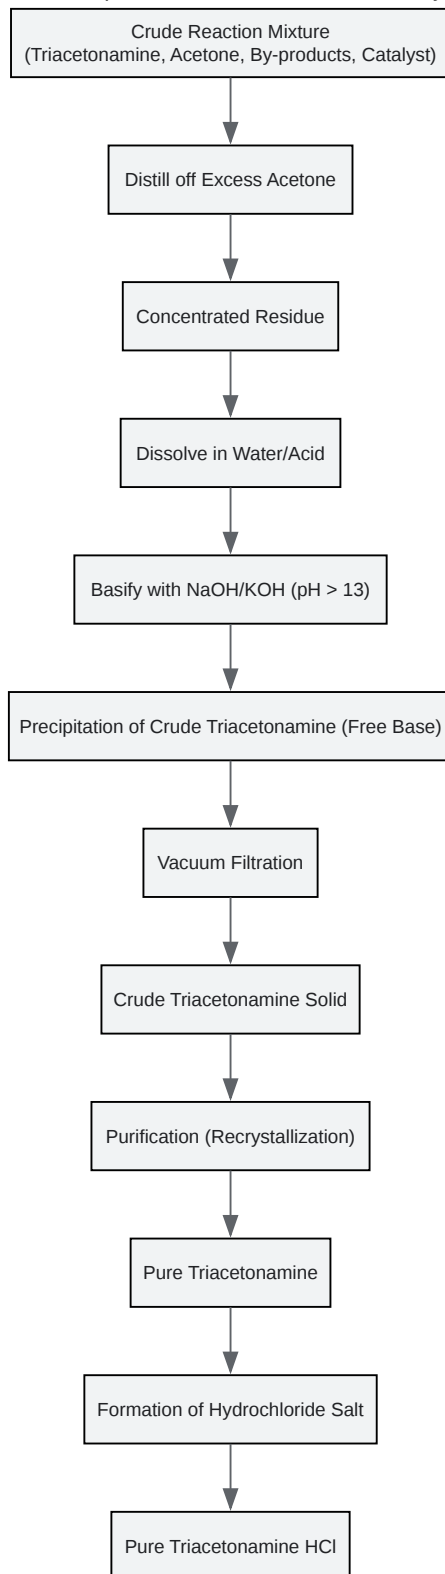 Crude Reaction Mixture
(Triacetonamine, Acetone, By-products, Catalyst)
Distill off Excess Acetone
Concentrated Residue
Dissolve in Water/Acid
Basify with NaOH/KOH (pH > 13)
Precipitation of Crude Triacetonamine (Free Base)
Vacuum Filtration
Crude Triacetonamine Solid
Purification (Recrystallization)
Pure Triacetonamine
Formation of Hydrochloride Salt
Pure Triacetonamine HCl